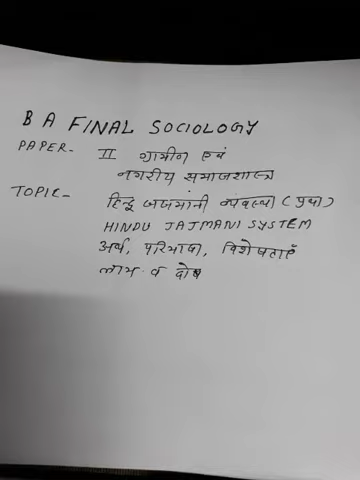 B A FINAL SOCIOLOGY
PAPER- II ग्रामीण एवं
नगरीय समाजशास्त्र
TOPIC- हिन्दू जजमानी व्यवस्था (प्रथा)
HINDU JAJMANI SYSTEM
अर्थ, परिभाषा, विशेषताएँ
लाभ व दोष